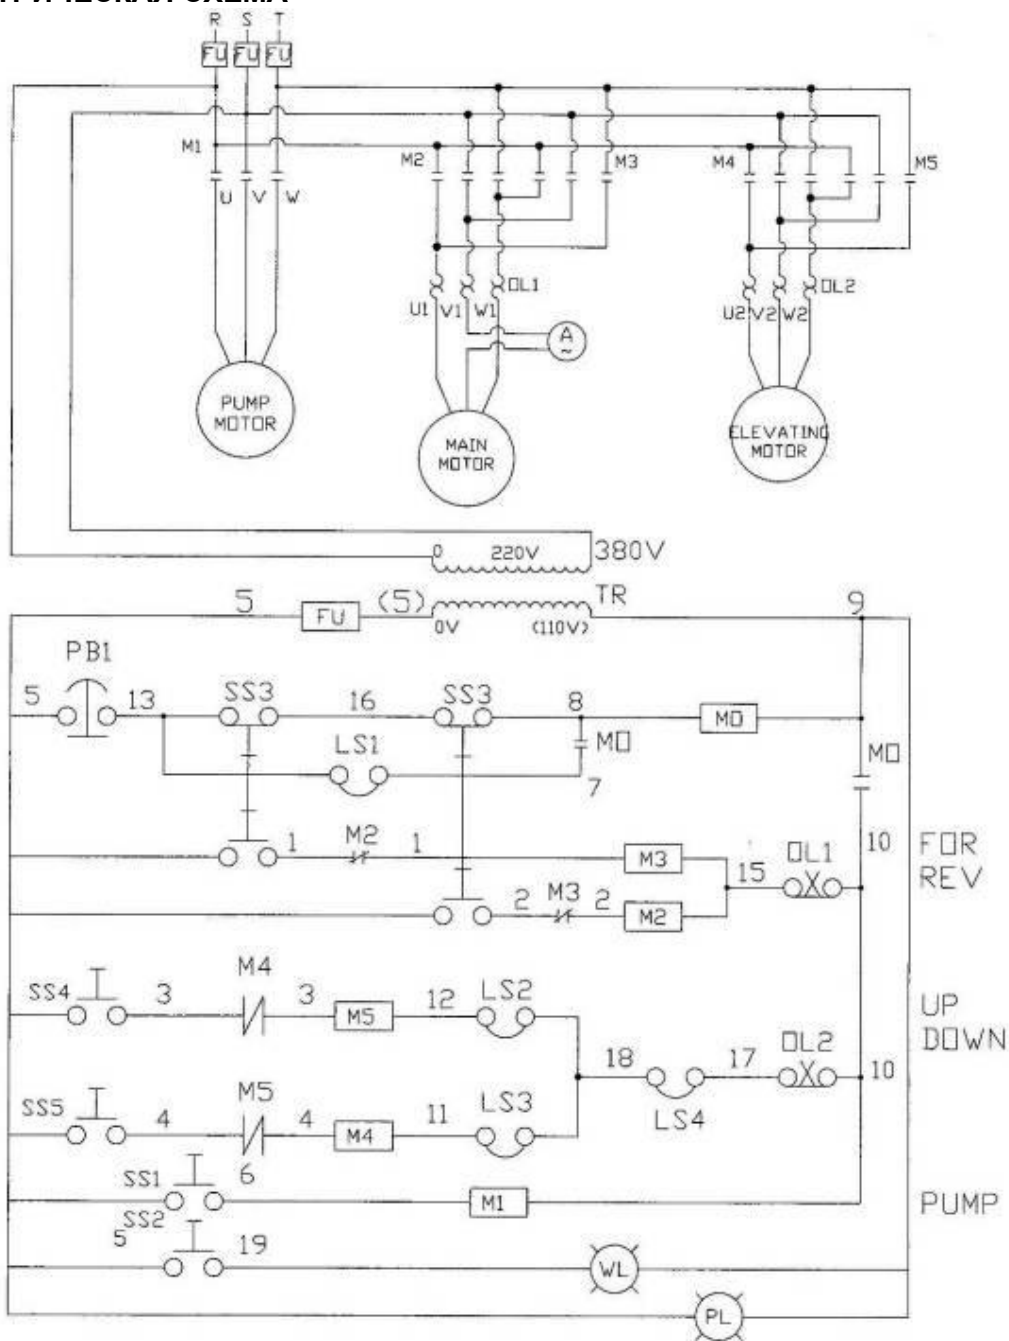 R S T
FU FU FU
M1 M2 M3 M4 M5
U V W
OL1 OL2
U1 V1 W1 U2 V2 W2
A
~
PUMP
MOTOR
MAIN
MOTOR
ELEVATING
MOTOR
0 220V 380V
5 FU (5) TR 9
0V (110V)
PB1
5 13 SS3 16 SS3 8 MO
LS1 MO MO
7
1 M2 1 M3 10 FOR
15 OL1 REV
2 M3 2 M2
M4
SS4 3 3 M5 12 LS2 UP
DOWN
18 17 OL2 10
LS4
M5
SS5 4 4 M4 11 LS3
SS1 6 M1 PUMP
SS2
5 19 WL
PL